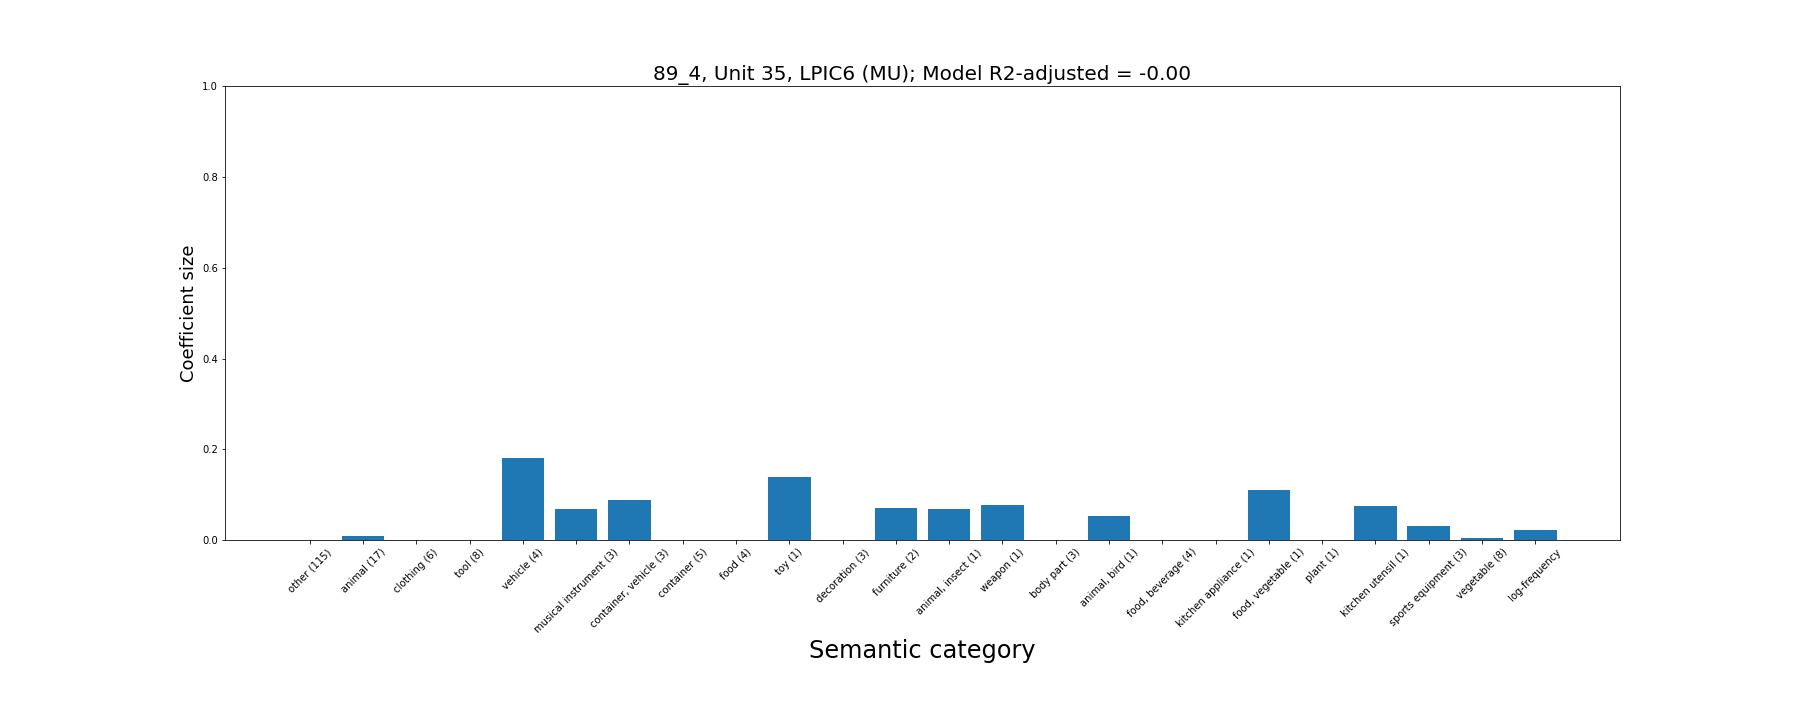 89_4, Unit 35, LPIC6 (MU); Model R2-adjusted = -0.00
Coefficient size
1.0
0.8
0.6
0.4
0.2
0.0
other (115)
animal (17)
clothing (6)
tool (8)
vehicle (4)
musical instrument (3)
container, vehicle (3)
container (5)
food (4)
toy (1)
decoration (3)
furniture (2)
animal, insect (1)
weapon (1)
body part (3)
animal, bird (1)
food, beverage (4)
kitchen appliance (1)
food, vegetable (1)
plant (1)
kitchen utensil (1)
sports equipment (3)
vegetable (8)
log-frequency
Semantic category